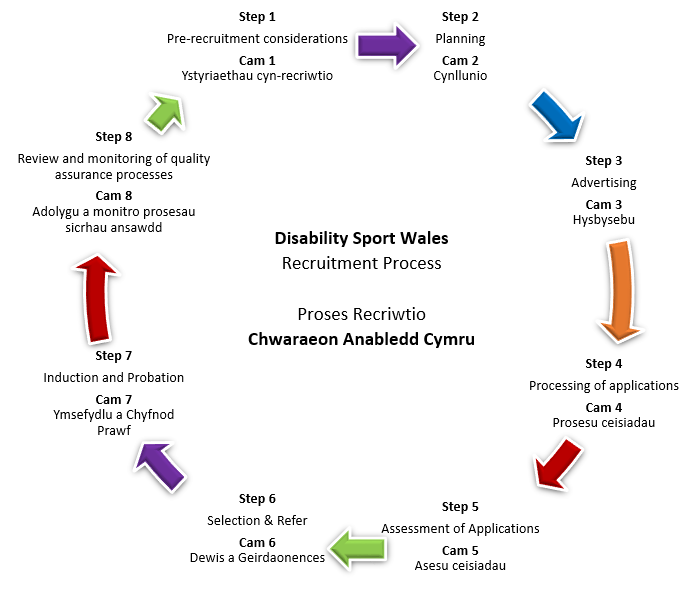 Step 1
Pre-recruitment considerations
Cam 1
Ystyriaethau cyn-recriwtio
Step 2
Planning
Cam 2
Cynllunio
Step 3
Advertising
Cam 3
Hysbysebu
Step 4
Processing of applications
Cam 4
Prosesu ceisiadau
Step 5
Assessment of Applications
Cam 5
Asesu ceisiadau
Step 6
Selection & Refer
Cam 6
Dewis a Geirdaonences
Step 7
Induction and Probation
Cam 7
Ymsefydlu a Chyfnod
Prawf
Step 8
Review and monitoring of quality
assurance processes
Cam 8
Adolygu a monitro prosesau
sicrhau ansawdd
Disability Sport Wales
Recruitment Process
Proses Recriwtio
Chwaraeon Anabledd Cymru